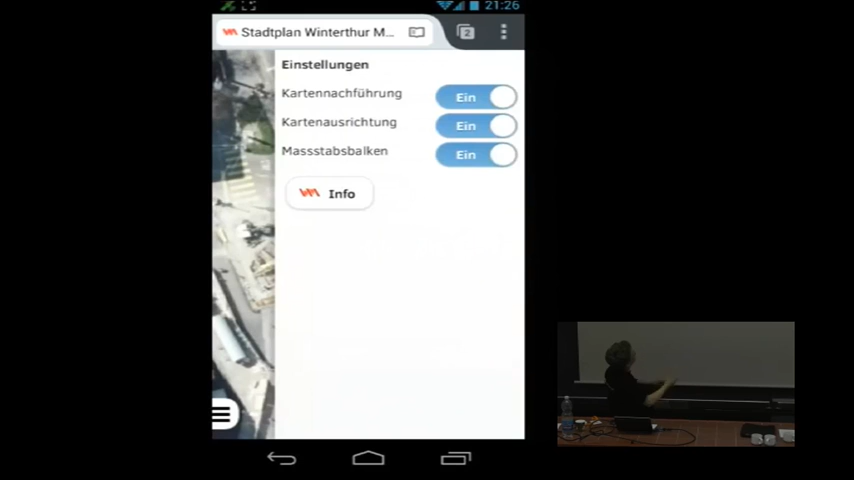 21:26
Stadtplan Winterthur M...
2
Einstellungen
Kartennachführung
Ein
Kartenausrichtung
Ein
Massstabsbalken
Ein
Info